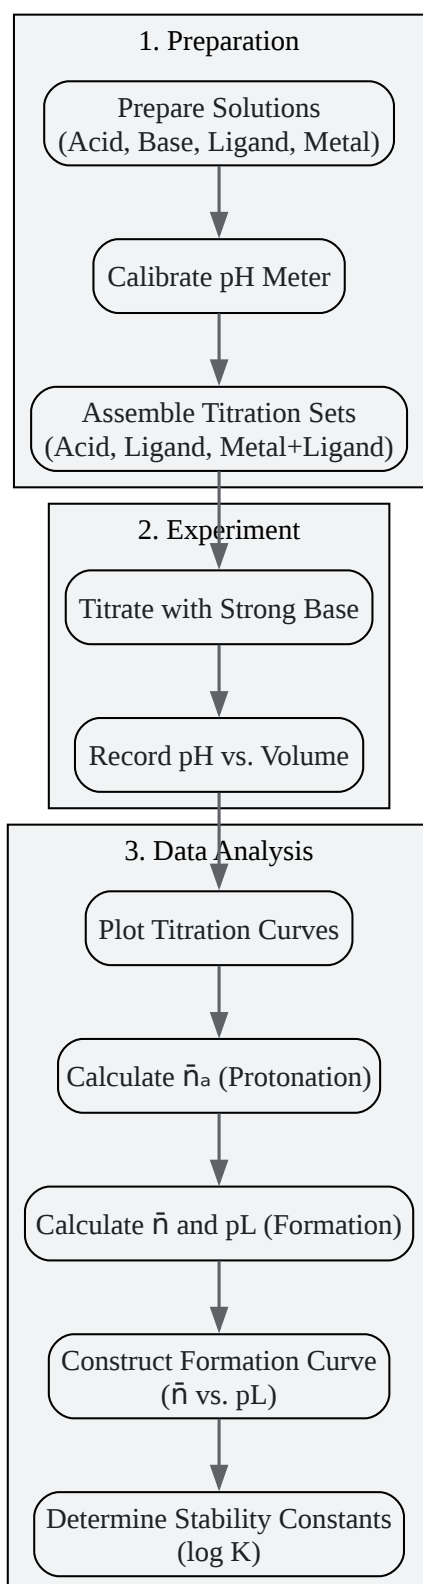 1. Preparation
Prepare Solutions
(Acid, Base, Ligand, Metal)
Calibrate pH Meter
Assemble Titration Sets
(Acid, Ligand, Metal+Ligand)
2. Experiment
Titrate with Strong Base
Record pH vs. Volume
3. Data Analysis
Plot Titration Curves
Calculate n̄ₐ (Protonation)
Calculate n̄ and pL (Formation)
Construct Formation Curve
(n̄ vs. pL)
Determine Stability Constants
(log K)